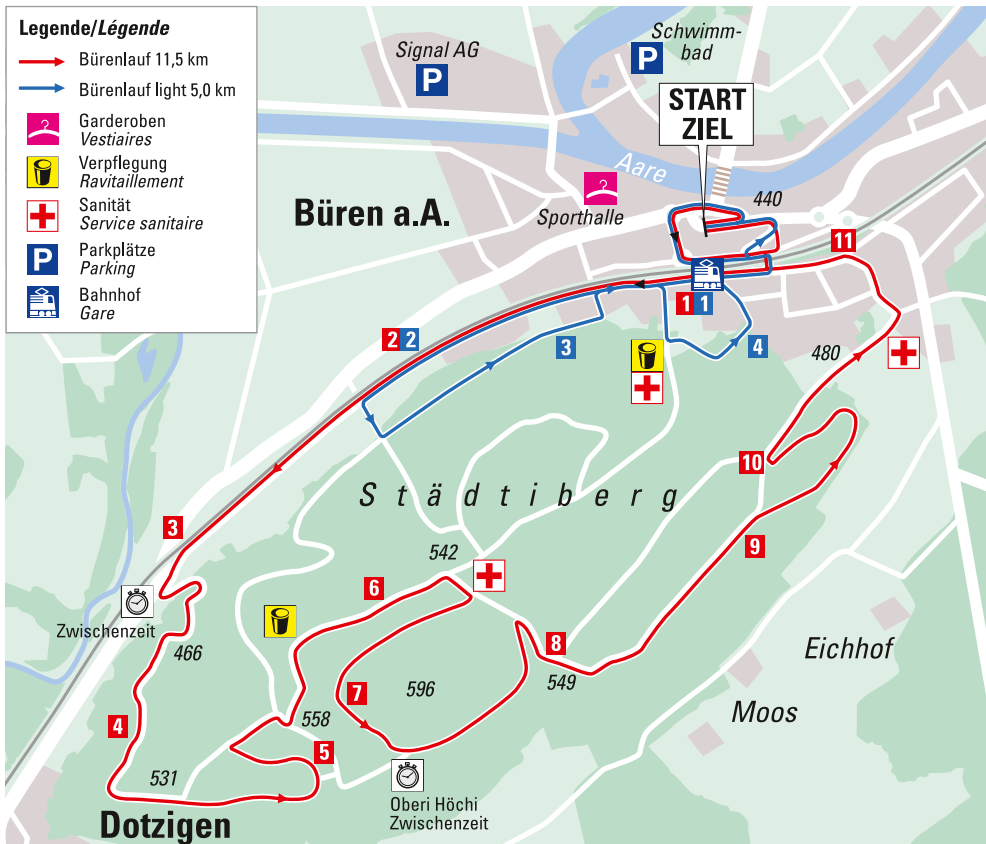 Legende/Légende
Bürenlauf 11,5 km
Bürenlauf light 5,0 km
Garderoben
Vestiaires
Verpflegung
Ravitaillement
Sanität
Service sanitaire
P
Parkplätze
Parking
Bahnhof
Gare
Signal AG
P
Schwimm-
bad
P
START
ZIEL
Aare
Büren a.A.
Sporthalle
440
11
1 1
2 2
3
4
480
10
Städtiberg
3
9
542
6
Zwischenzeit
466
8
Eichhof
7
596
549
4
558
Moos
5
531
Oberi Höchi
Zwischenzeit
Dotzigen